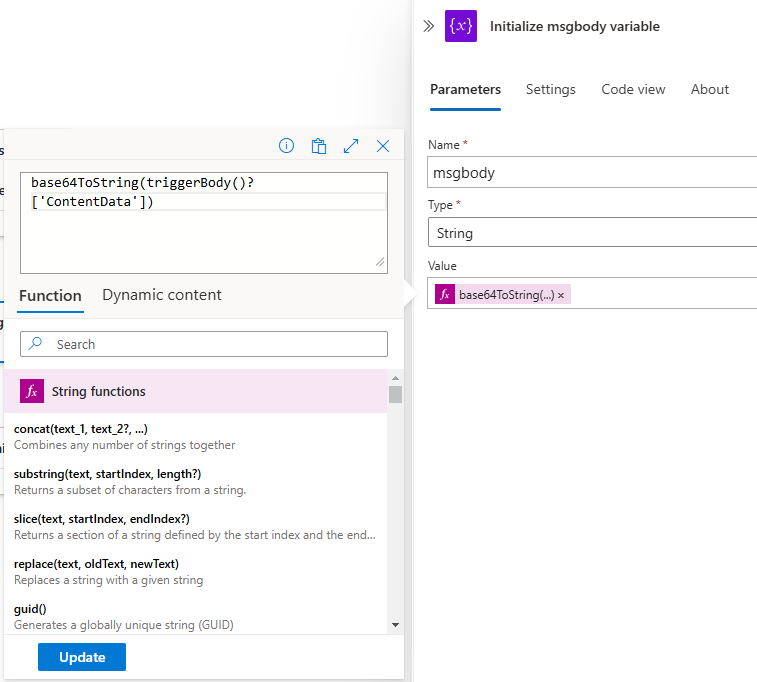 {x} Initialize msgbody variable
Parameters Settings Code view About
Name *
msgbody
Type *
String
Value
fx base64ToString(...) ×
base64ToString(triggerBody()?
['ContentData'])
Function Dynamic content
Search
fx String functions
concat(text_1, text_2?, ...)
Combines any number of strings together
substring(text, startIndex, length?)
Returns a subset of characters from a string.
slice(text, startIndex, endIndex?)
Returns a section of a string defined by the start index and the end...
replace(text, oldText, newText)
Replaces a string with a given string
guid()
Generates a globally unique string (GUID)
Update